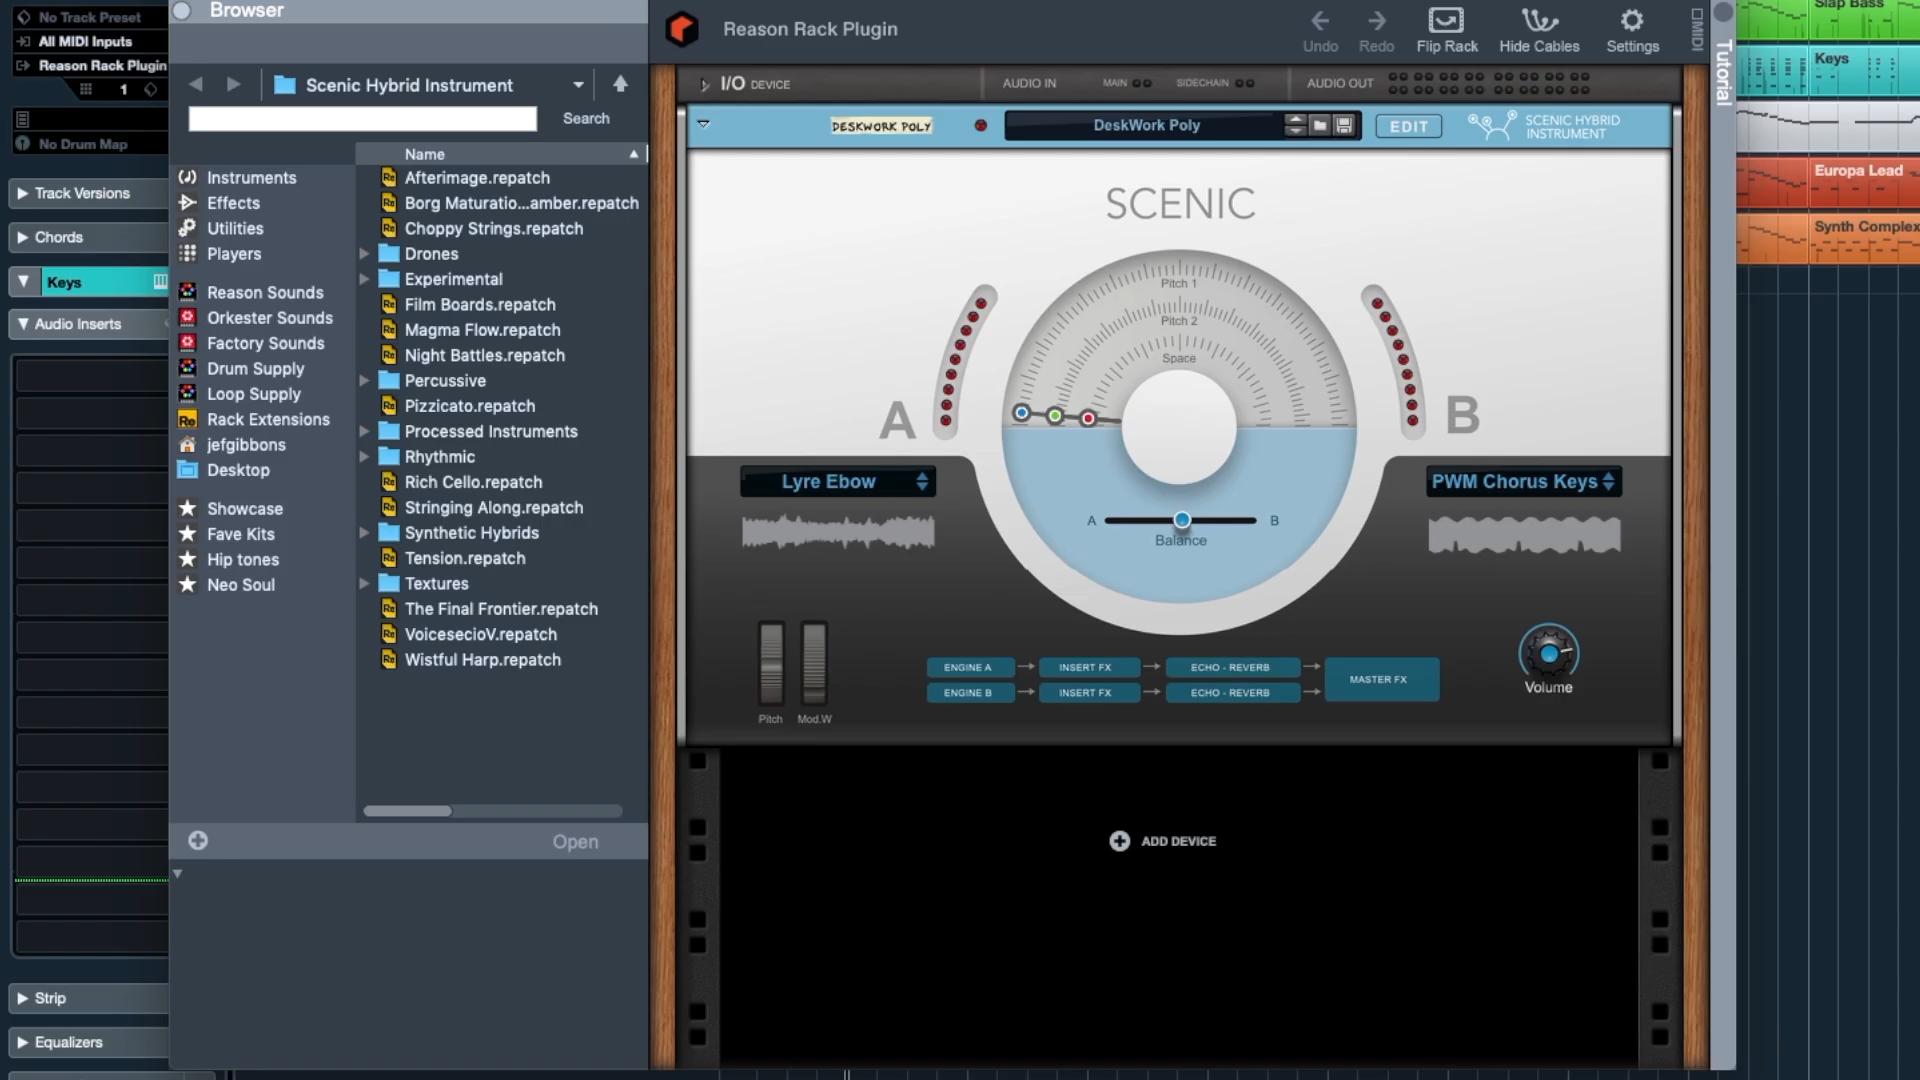 No Track Preset
All MIDI Inputs
Reason Rack Plugin
1
No Drum Map
Track Versions
Chords
Keys
Audio Inserts
Strip
Equalizers
Browser
Scenic Hybrid Instrument
Search
Name
Instruments
Effects
Utilities
Players
Reason Sounds
Orkester Sounds
Factory Sounds
Drum Supply
Loop Supply
Rack Extensions
jefgibbons
Desktop
Showcase
Fave Kits
Hip tones
Neo Soul
Afterimage.repatch
Borg Maturatio...amber.repatch
Choppy Strings.repatch
Drones
Experimental
Film Boards.repatch
Magma Flow.repatch
Night Battles.repatch
Percussive
Pizzicato.repatch
Processed Instruments
Rhythmic
Rich Cello.repatch
Stringing Along.repatch
Synthetic Hybrids
Tension.repatch
Textures
The Final Frontier.repatch
VoicesecioV.repatch
Wistful Harp.repatch
Open
Reason Rack Plugin
Undo
Redo
Flip Rack
Hide Cables
Settings
MIDI
Tutorial
I/O DEVICE
AUDIO IN
MAIN
SIDECHAIN
AUDIO OUT
DESKWORK POLY
DeskWork Poly
EDIT
SCENIC HYBRID
INSTRUMENT
SCENIC
Pitch 1
Pitch 2
Space
A
B
Lyre Ebow
PWM Chorus Keys
A
B
Balance
Pitch
Mod.W
ENGINE A
INSERT FX
ECHO - REVERB
ENGINE B
INSERT FX
ECHO - REVERB
MASTER FX
Volume
ADD DEVICE
Slap Bass
Keys
Europa Lead
Synth Complex